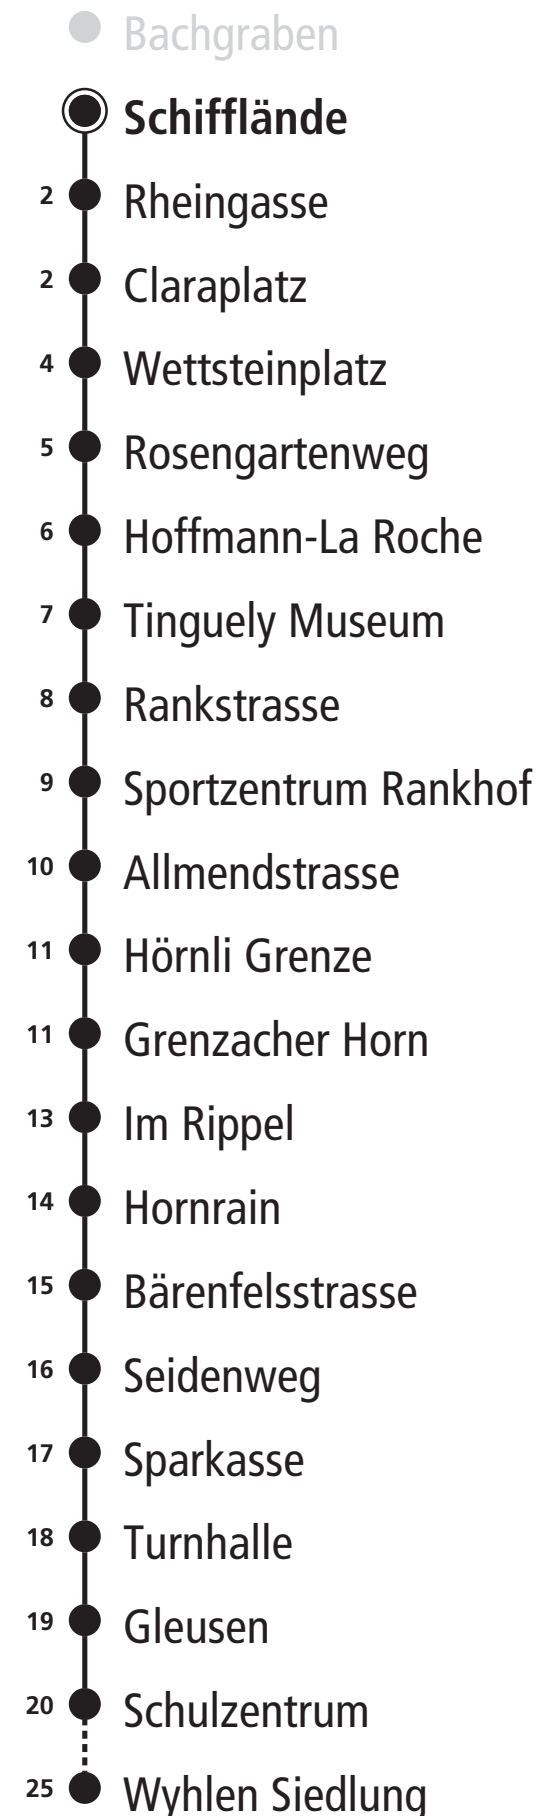 Bachgraben
Schifflände
2 Rheingasse
2 Claraplatz
4 Wettsteinplatz
5 Rosengartenweg
6 Hoffmann-La Roche
7 Tinguely Museum
8 Rankstrasse
9 Sportzentrum Rankhof
10 Allmendstrasse
11 Hörnli Grenze
11 Grenzacher Horn
13 Im Rippel
14 Hornrain
15 Bärenfelsstrasse
16 Seidenweg
17 Sparkasse
18 Turnhalle
19 Gleusen
20 Schulzentrum
25 Wyhlen Siedlung